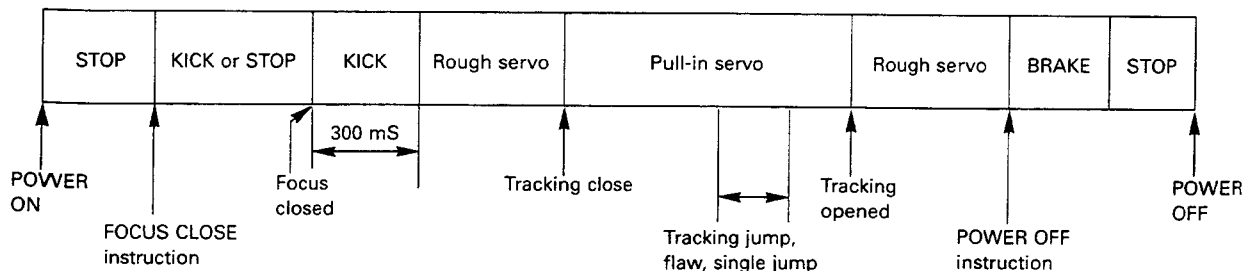 STOP
KICK or STOP
KICK
Rough servo
Pull-in servo
Rough servo
BRAKE
STOP
300 mS
POWER
ON
FOCUS CLOSE
instruction
Focus
closed
Tracking close
Tracking jump,
flaw, single jump
Tracking
opened
POWER OFF
instruction
POWER
OFF